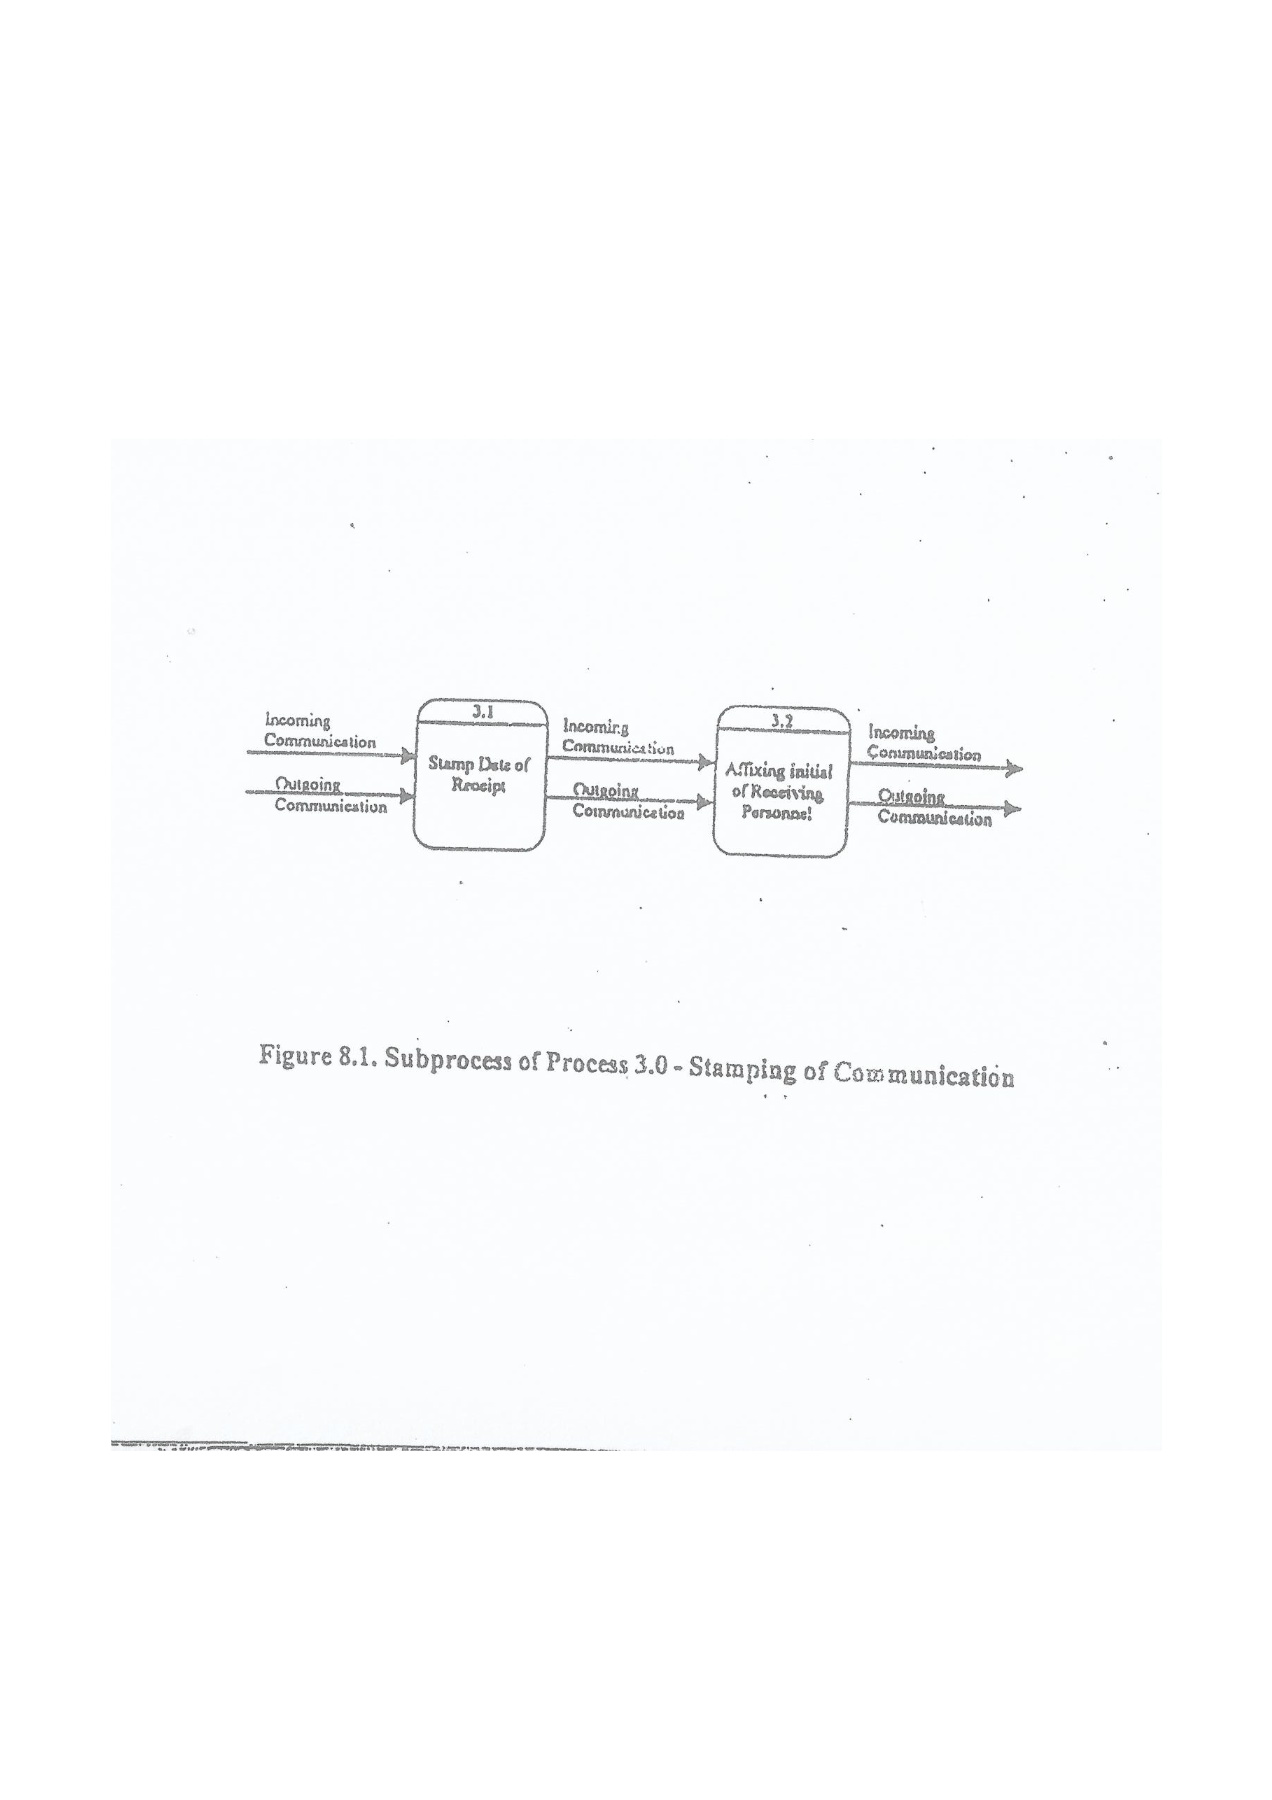 Incoming
Communication
Outgoing
Communication
3.1
Stamp Date of
Receipt
Incoming
Communication
Outgoing
Communication
3.2
Affixing initial
of Receiving
Personnel
Incoming
Communication
Outgoing
Communication
Figure 8.1. Subprocess of Process 3.0 - Stamping of Communication